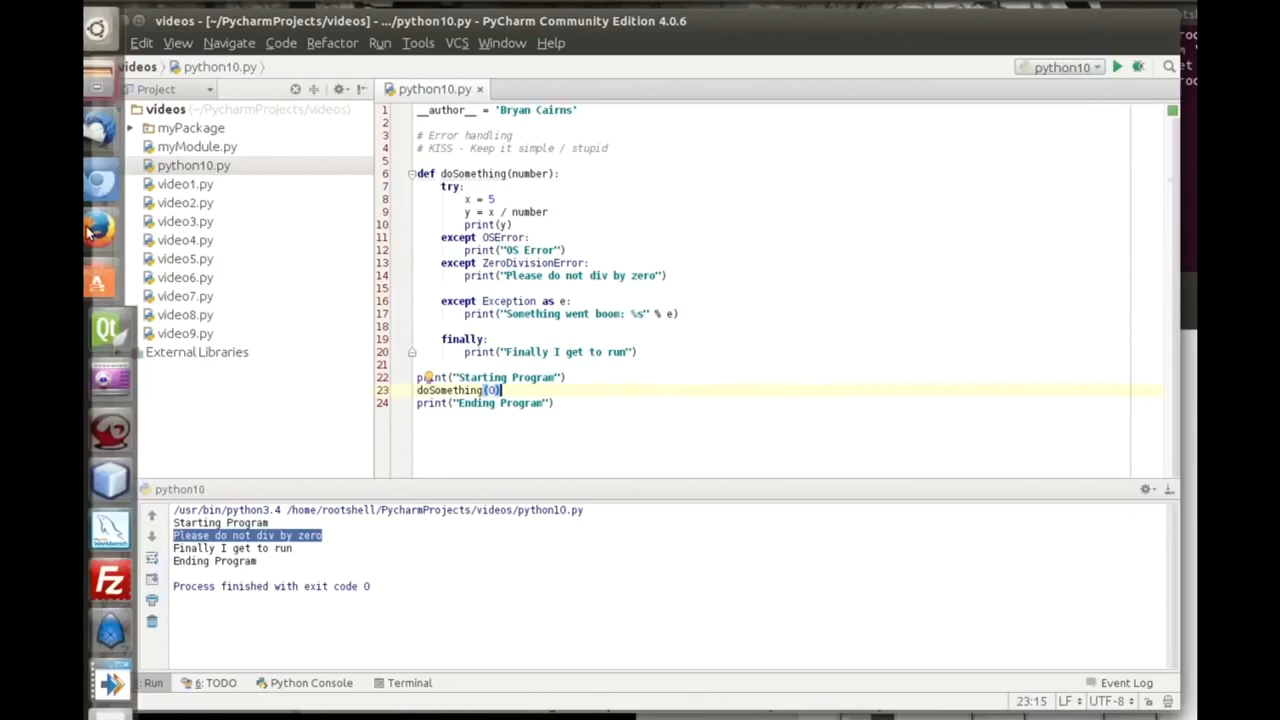 videos - [~/PycharmProjects/videos] - .../python10.py - PyCharm Community Edition 4.0.6
Edit View Navigate Code Refactor Run Tools VCS Window Help
videos python10.py
python10
Project
python10.py
videos (~/PycharmProjects/videos)
myPackage
myModule.py
python10.py
video1.py
video2.py
video3.py
video4.py
video5.py
video6.py
video7.py
video8.py
video9.py
External Libraries
1 __author__ = 'Bryan Cairns'
2
3 # Error handling
4 # KISS - Keep it simple / stupid
5
6 def doSomething(number):
7 try:
8 x = 5
9 y = x / number
10 print(y)
11 except OSError:
12 print("OS Error")
13 except ZeroDivisionError:
14 print("Please do not div by zero")
15
16 except Exception as e:
17 print("Something went boom: %s" % e)
18
19 finally:
20 print("Finally I get to run")
21
22 print("Starting Program")
23 doSomething(0)
24 print("Ending Program")
python10
/usr/bin/python3.4 /home/rootshell/PycharmProjects/videos/python10.py
Starting Program
Please do not div by zero
Finally I get to run
Ending Program
Process finished with exit code 0
Run 6: TODO Python Console Terminal Event Log
23:15 LF UTF-8
Qt
Workbench
FZ